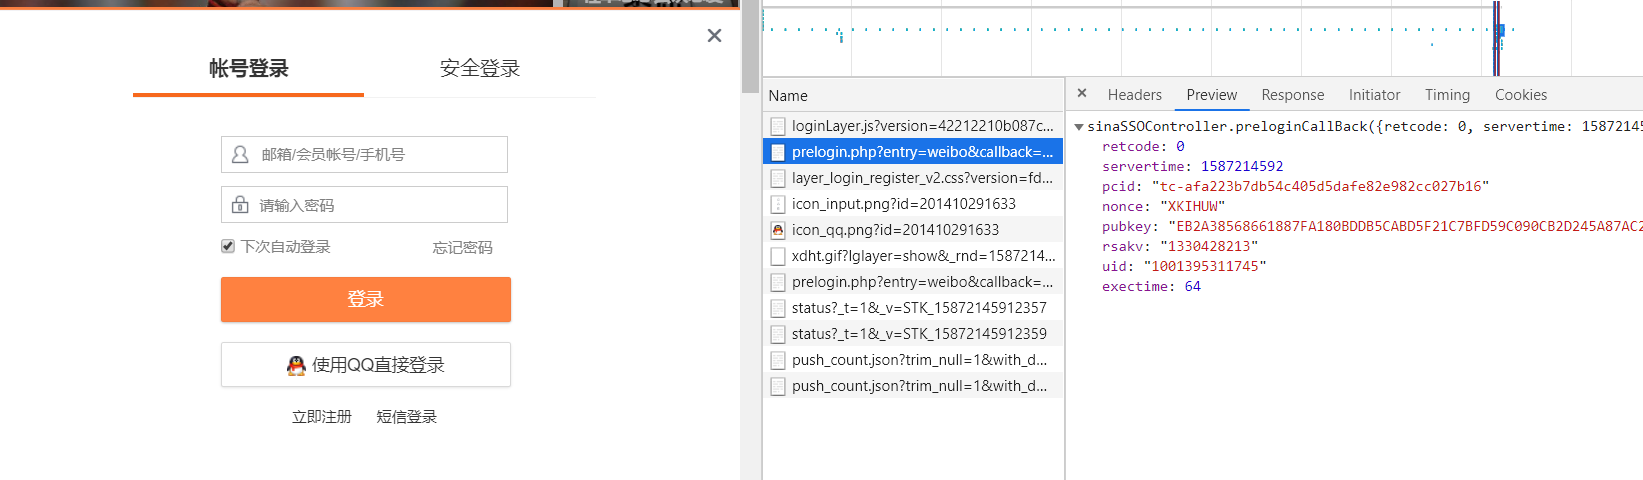 帐号登录
安全登录
邮箱/会员帐号/手机号
请输入密码
下次自动登录
忘记密码
登录
使用QQ直接登录
立即注册
短信登录
Name
loginLayer.js?version=42212210b087c...
prelogin.php?entry=weibo&callback=...
layer_login_register_v2.css?version=fd...
icon_input.png?id=201410291633
icon_qq.png?id=201410291633
xdht.gif?lglayer=show&_rnd=1587214...
prelogin.php?entry=weibo&callback=...
status?_t=1&_v=STK_15872145912357
status?_t=1&_v=STK_15872145912359
push_count.json?trim_null=1&with_d...
push_count.json?trim_null=1&with_d...
× Headers Preview Response Initiator Timing Cookies
sinaSSOController.preloginCallBack({retcode: 0, servertime: 15872145
retcode: 0
servertime: 1587214592
pcid: "tc-afa223b7db54c405d5dafe82e982cc027b16"
nonce: "XKIHUW"
pubkey: "EB2A38568661887FA180BDDB5CABD5F21C7BFD59C090CB2D245A87AC2
rsakv: "1330428213"
uid: "1001395311745"
exectime: 64